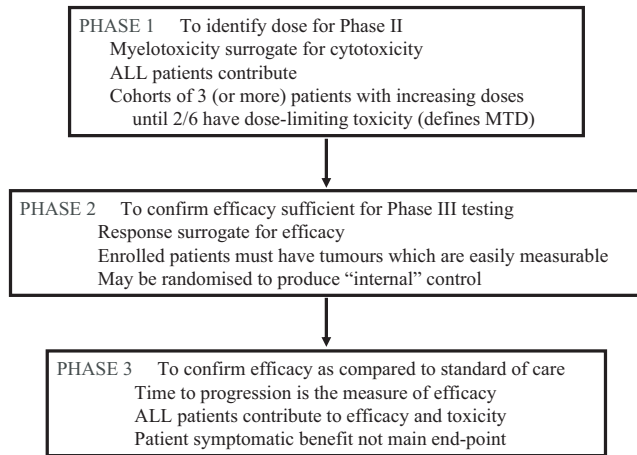 PHASE 1 To identify dose for Phase II
Myelotoxicity surrogate for cytotoxicity
ALL patients contribute
Cohorts of 3 (or more) patients with increasing doses
until 2/6 have dose-limiting toxicity (defines MTD)
PHASE 2 To confirm efficacy sufficient for Phase III testing
Response surrogate for efficacy
Enrolled patients must have tumours which are easily measurable
May be randomised to produce “internal” control
PHASE 3 To confirm efficacy as compared to standard of care
Time to progression is the measure of efficacy
ALL patients contribute to efficacy and toxicity
Patient symptomatic benefit not main end-point